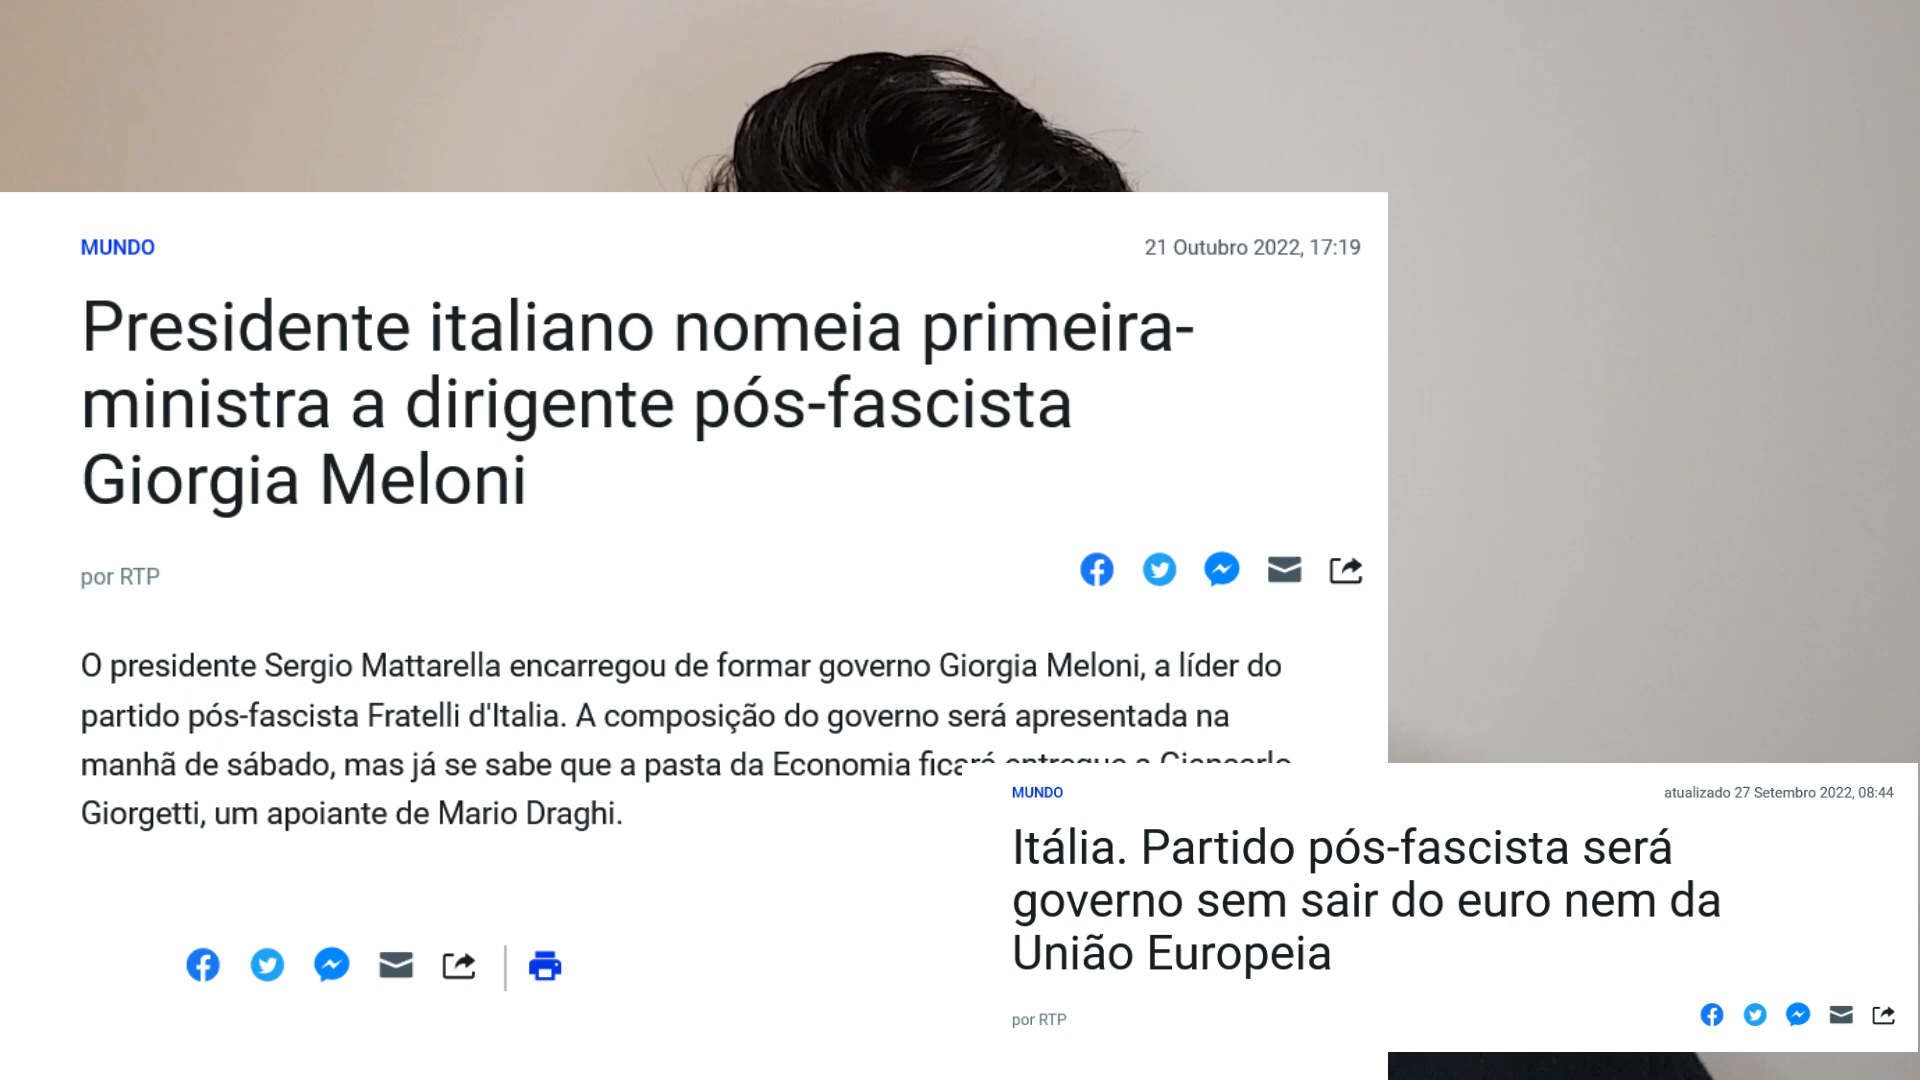 MUNDO
21 Outubro 2022, 17:19
Presidente italiano nomeia primeira-
ministra a dirigente pós-fascista
Giorgia Meloni
por RTP
O presidente Sergio Mattarella encarregou de formar governo Giorgia Meloni, a líder do
partido pós-fascista Fratelli d'Italia. A composição do governo será apresentada na
manhã de sábado, mas já se sabe que a pasta da Economia ficará entregue a Giancarlo
Giorgetti, um apoiante de Mario Draghi.
MUNDO
atualizado 27 Setembro 2022, 08:44
Itália. Partido pós-fascista será
governo sem sair do euro nem da
União Europeia
por RTP